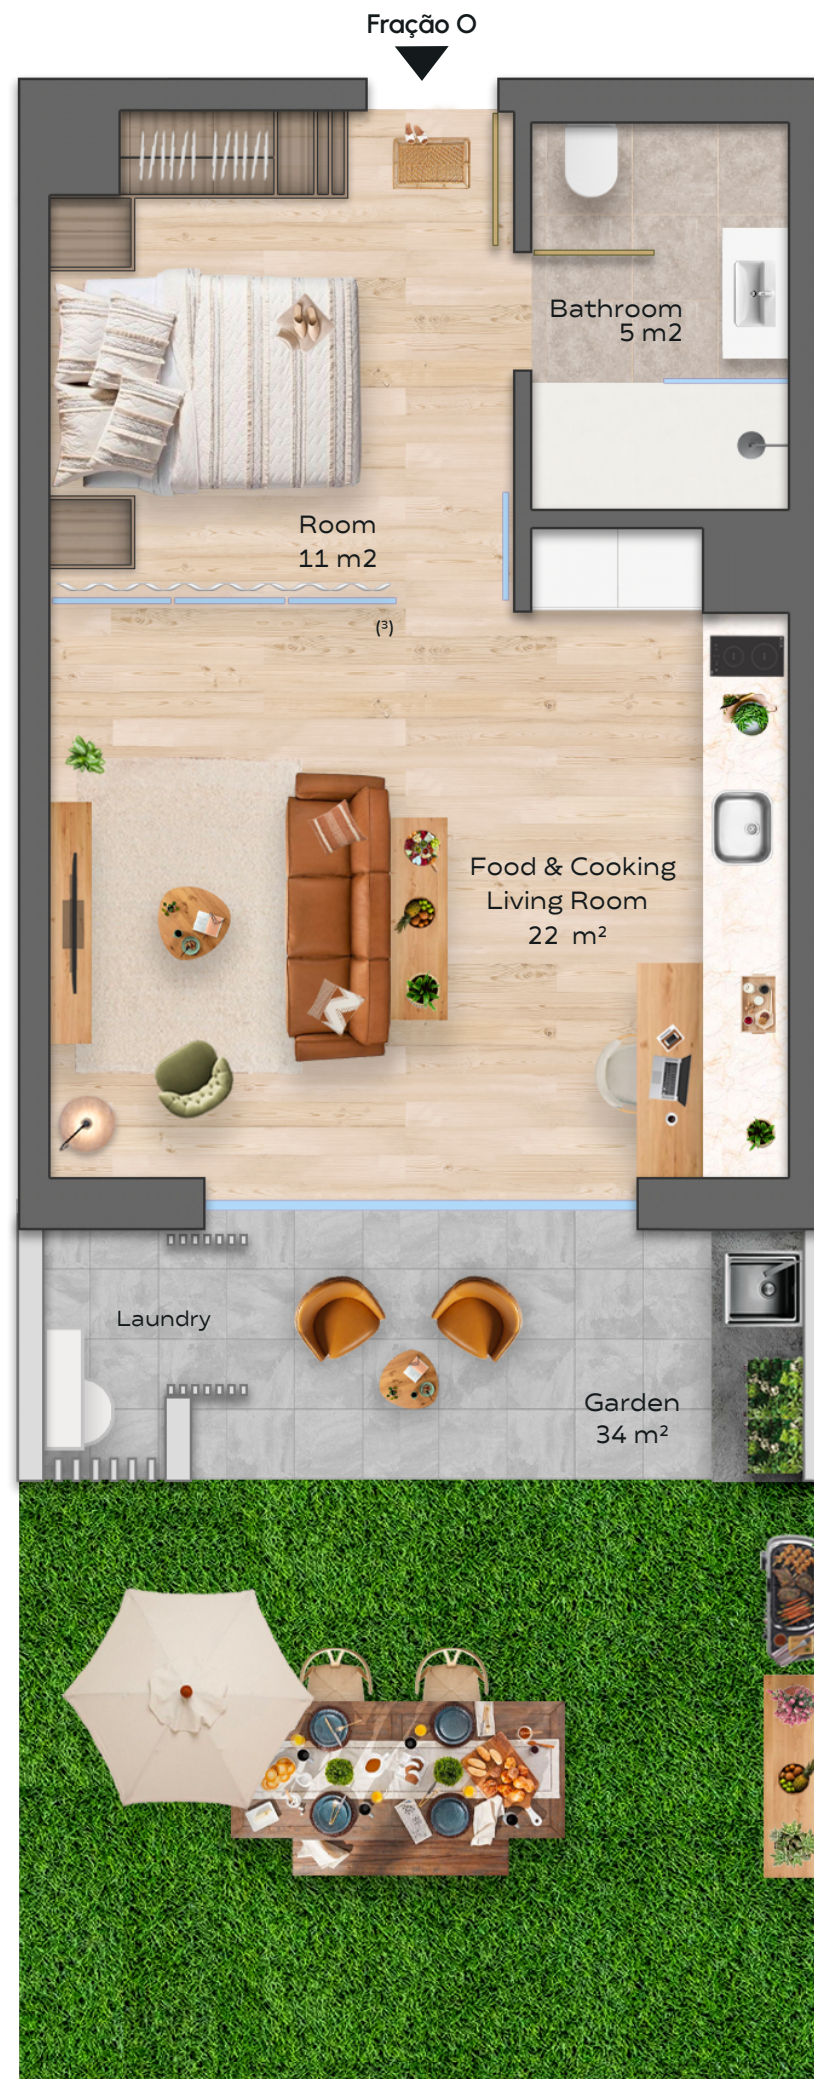 Fração O
Bathroom
5 m2
Room
11 m2
(³)
Food & Cooking
Living Room
22 m²
Laundry
Garden
34 m²